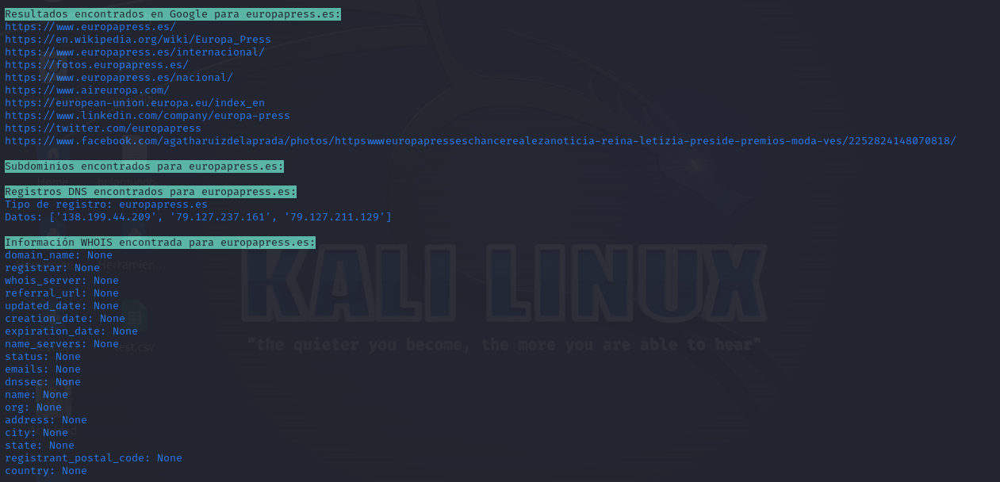 Resultados encontrados en Google para europapress.es:
https://www.europapress.es/
https://en.wikipedia.org/wiki/Europa_Press
https://www.europapress.es/internacional/
https://fotos.europapress.es/
https://www.europapress.es/nacional/
https://www.aireuropa.com/
https://european-union.europa.eu/index_en
https://www.linkedin.com/company/europa-press
https://twitter.com/europapress
https://www.facebook.com/agatharuizdelaprada/photos/httpswwweuropapresseschancerealezanoticia-reina-letizia-preside-premios-moda-ves/2252824148070818/
Subdominios encontrados para europapress.es:
Home
Registros DNS encontrados para europapress.es:
Tipo de registro: europapress.es
Datos: ['138.199.44.209', '79.127.237.161', '79.127.211.129']
Información WHOIS encontrada para europapress.es:
domain_name: None
registrar: None
Herramien...
whois_server: None
referral_url: None
updated_date: None
creation_date: None
expiration_date: None
name_servers: None
test.csv
status: None
emails: None
dnssec: None
name: None
org: None
address: None
city: None
state: None
registrant_postal_code: None
country: None
KALI LINUX
"the quieter you become, the more you are able to hear"